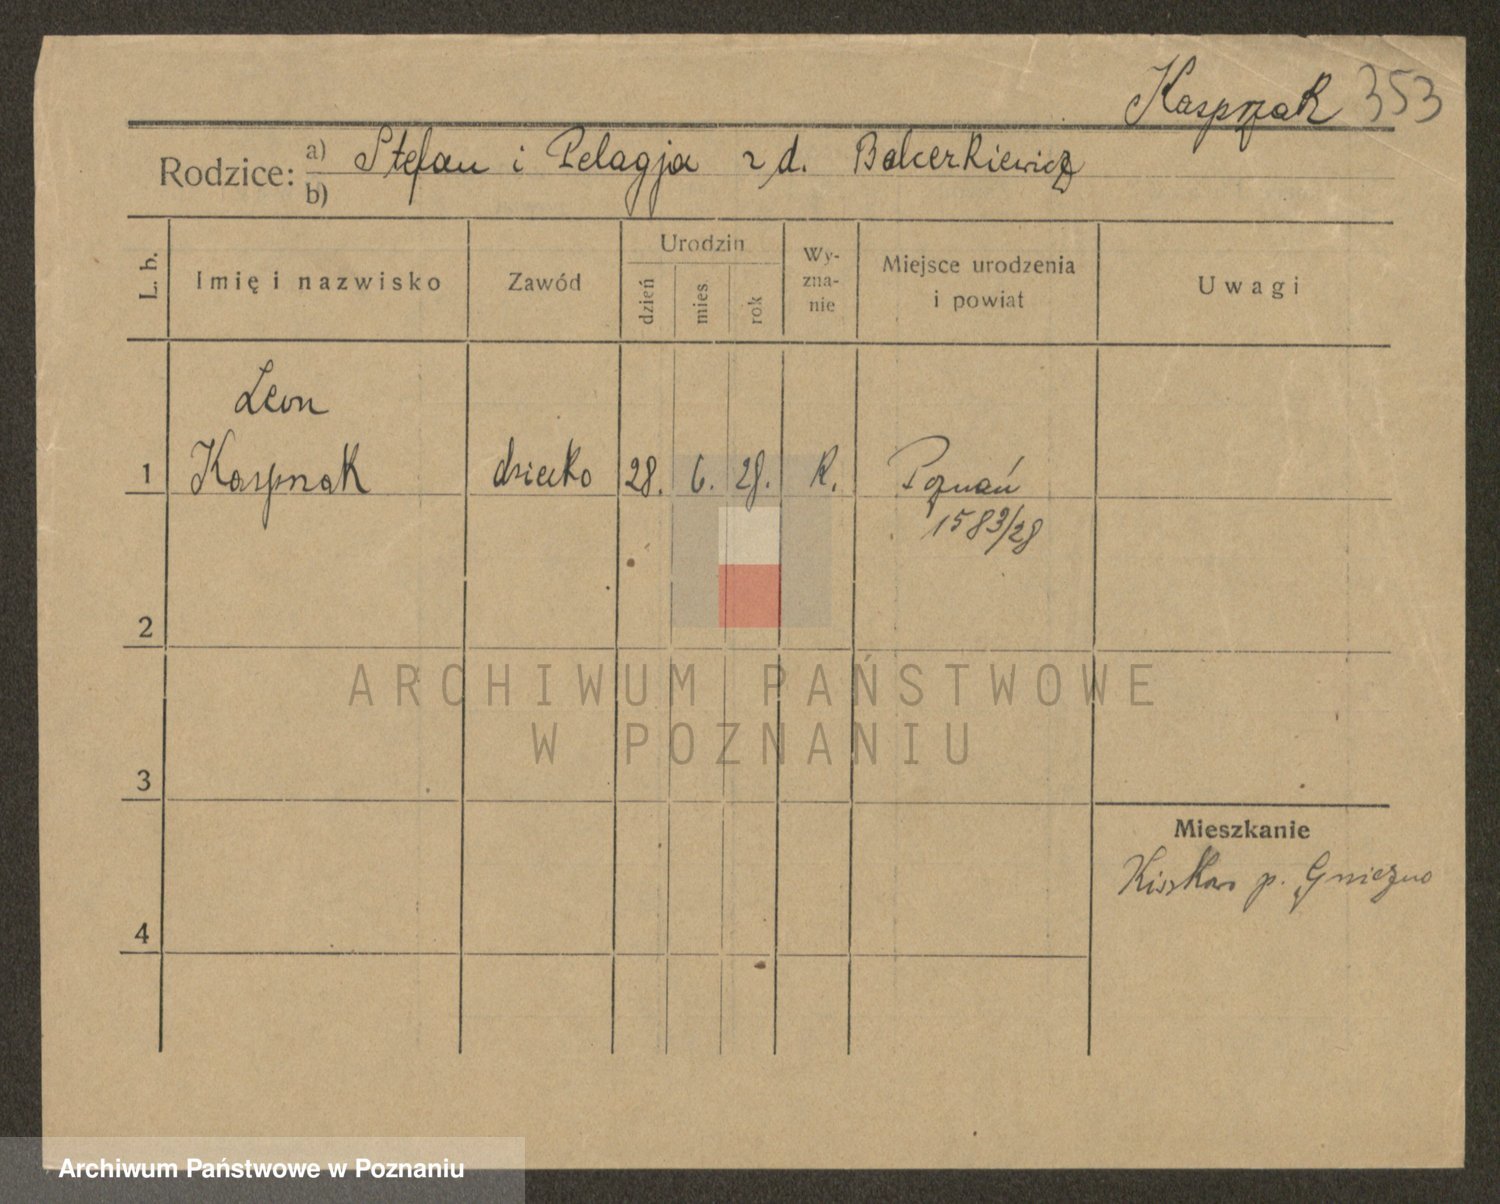 Kasprzak 353
Rodzice: a) Stefan i Pelagja z d. Balcerkiewicz
b)
L. b.
Imię i nazwisko
Zawód
Urodzin
dzień
mies.
rok
Wy-
zna-
nie
Miejsce urodzenia
i powiat
Uwagi
Leon
1 Kasprzak dziecko 28. 6. 28. R. Poznań
1583/28
2
3
4
Mieszkanie
Kiszkowo p. Gniezno
ARCHIWUM PAŃSTWOWE
W POZNANIU
Archiwum Państwowe w Poznaniu